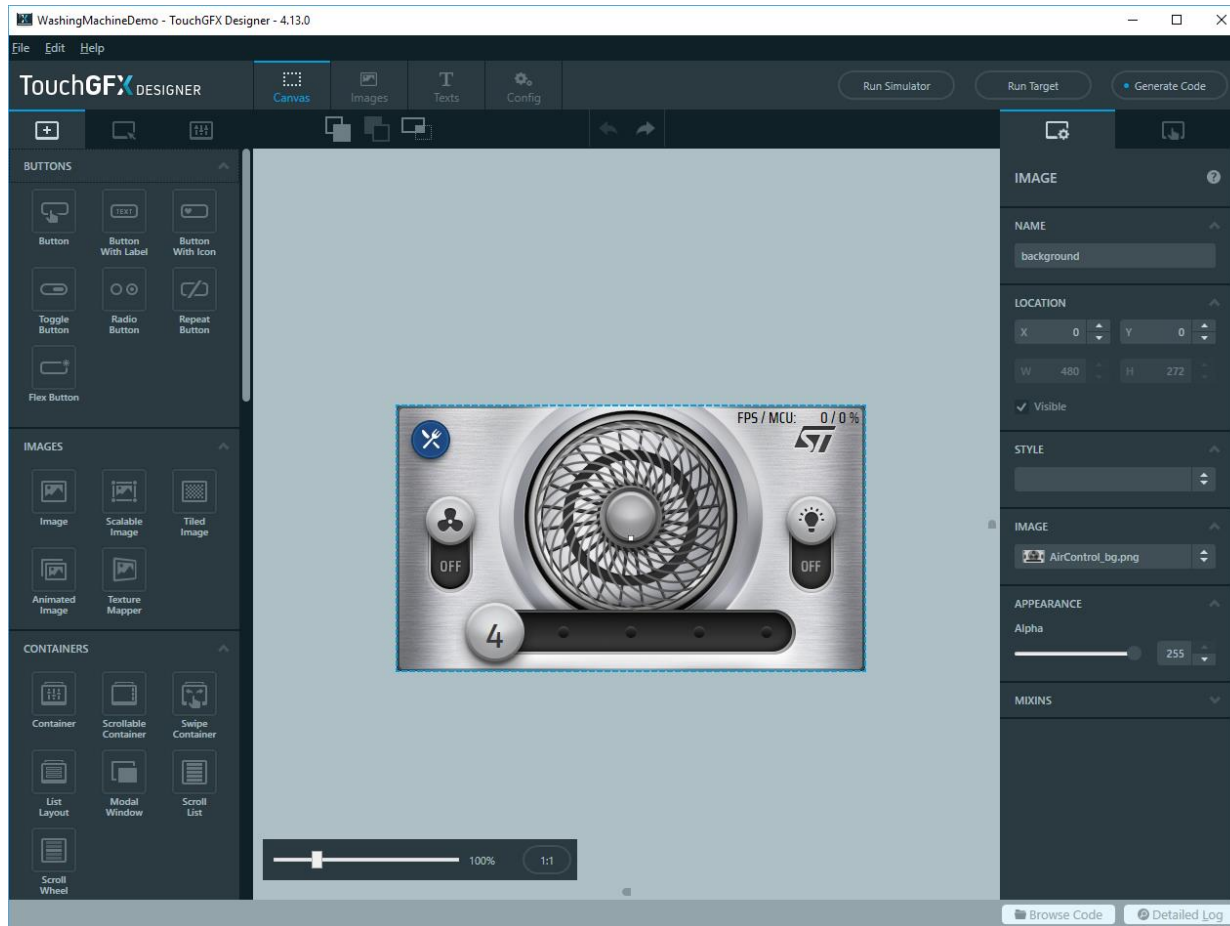 WashingMachineDemo - TouchGFX Designer - 4.13.0
File Edit Help
TouchGFX DESIGNER
Canvas Images Texts Config
Run Simulator Run Target Generate Code
BUTTONS
Button
Button With Label
Button With Icon
Toggle Button
Radio Button
Repeat Button
Flex Button
TEXT
IMAGES
Image
Scalable Image
Tiled Image
Animated Image
Texture Mapper
CONTAINERS
Container
Scrollable Container
Swipe Container
List Layout
Modal Window
Scroll List
Scroll Wheel
FPS / MCU: 0 / 0 %
ST
OFF
OFF
4
100% 1:1
IMAGE
NAME
background
LOCATION
X 0 Y 0
W 480 H 272
Visible
STYLE
IMAGE
AirControl_bg.png
APPEARANCE
Alpha
255
MIXINS
Browse Code Detailed Log